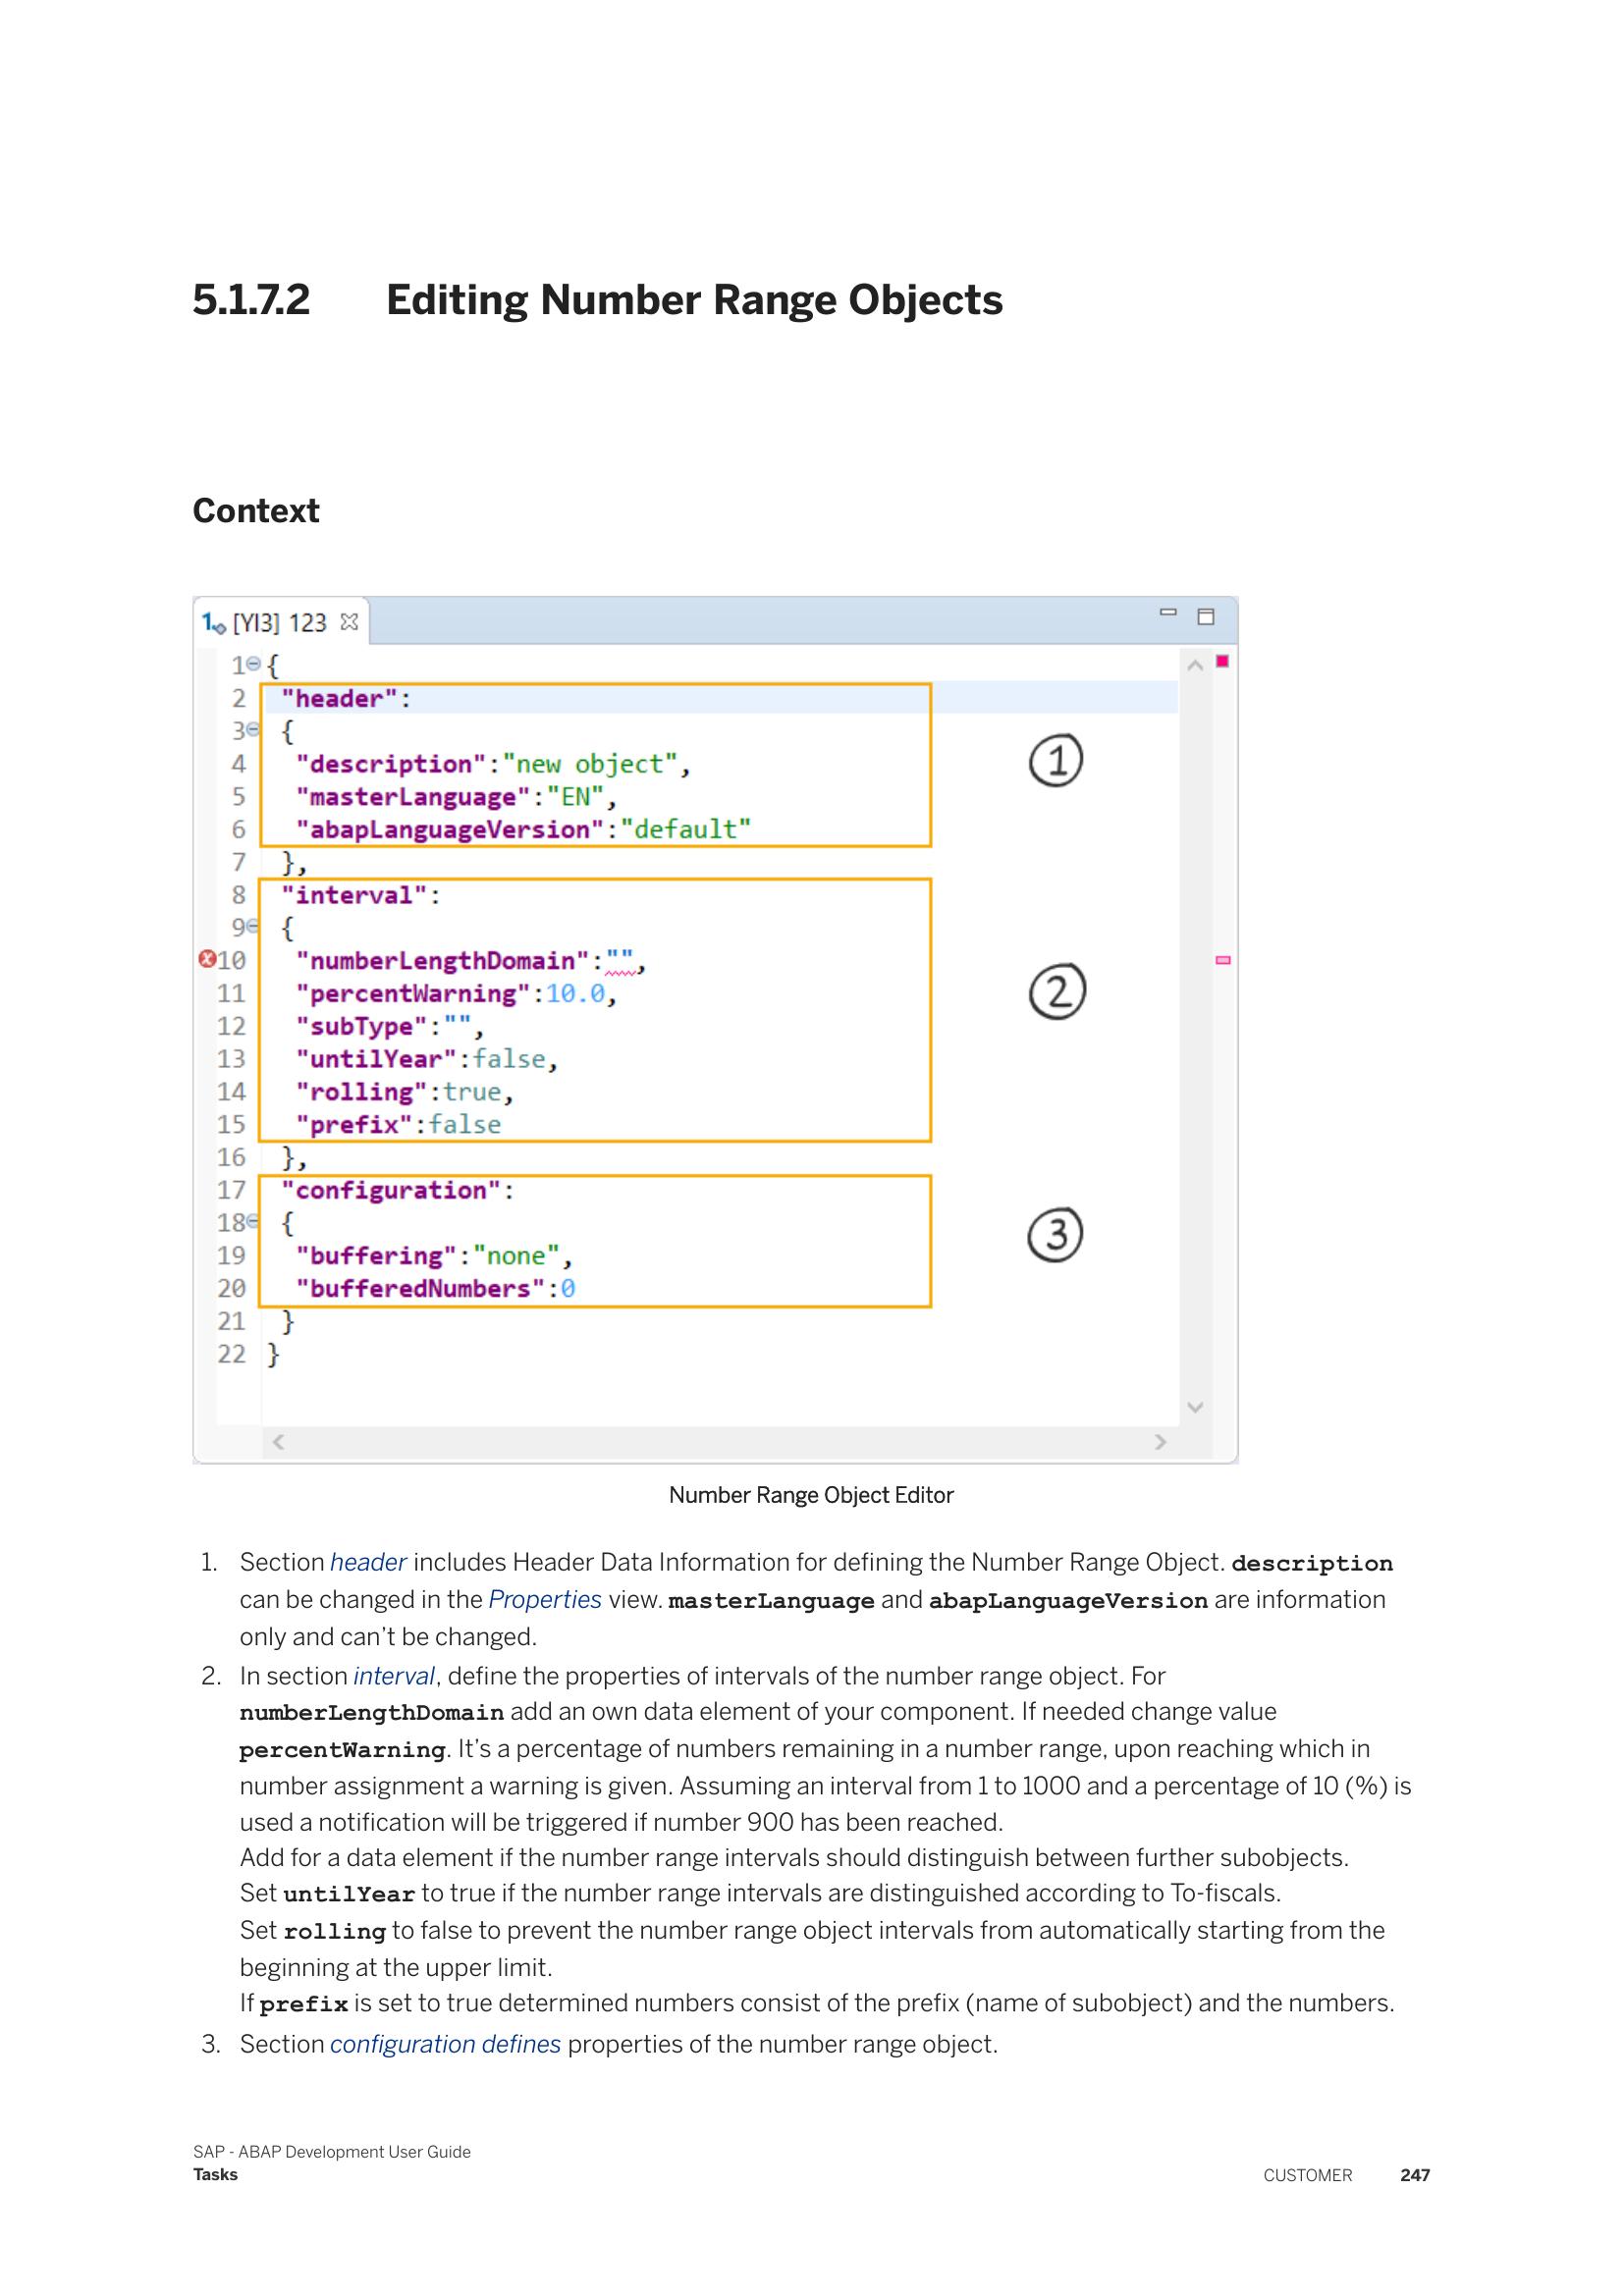 5.1.7.2 Editing Number Range Objects
Context
[YI3] 123
1 {
2 "header":
3 {
4 "description":"new object",
5 "masterLanguage":"EN",
6 "abapLanguageVersion":"default"
7 },
8 "interval":
9 {
10 "numberLengthDomain":"",
11 "percentWarning":10.0,
12 "subType":"",
13 "untilYear":false,
14 "rolling":true,
15 "prefix":false
16 },
17 "configuration":
18 {
19 "buffering":"none",
20 "bufferedNumbers":0
21 }
22 }
1
2
3
Number Range Object Editor
1. Section header includes Header Data Information for defining the Number Range Object. description
can be changed in the Properties view. masterLanguage and abapLanguageVersion are information
only and can’t be changed.
2. In section interval, define the properties of intervals of the number range object. For
numberLengthDomain add an own data element of your component. If needed change value
percentWarning. It’s a percentage of numbers remaining in a number range, upon reaching which in
number assignment a warning is given. Assuming an interval from 1 to 1000 and a percentage of 10 (%) is
used a notification will be triggered if number 900 has been reached.
Add for a data element if the number range intervals should distinguish between further subobjects.
Set untilYear to true if the number range intervals are distinguished according to To-fiscals.
Set rolling to false to prevent the number range object intervals from automatically starting from the
beginning at the upper limit.
If prefix is set to true determined numbers consist of the prefix (name of subobject) and the numbers.
3. Section configuration defines properties of the number range object.
SAP - ABAP Development User Guide
Tasks
CUSTOMER 247